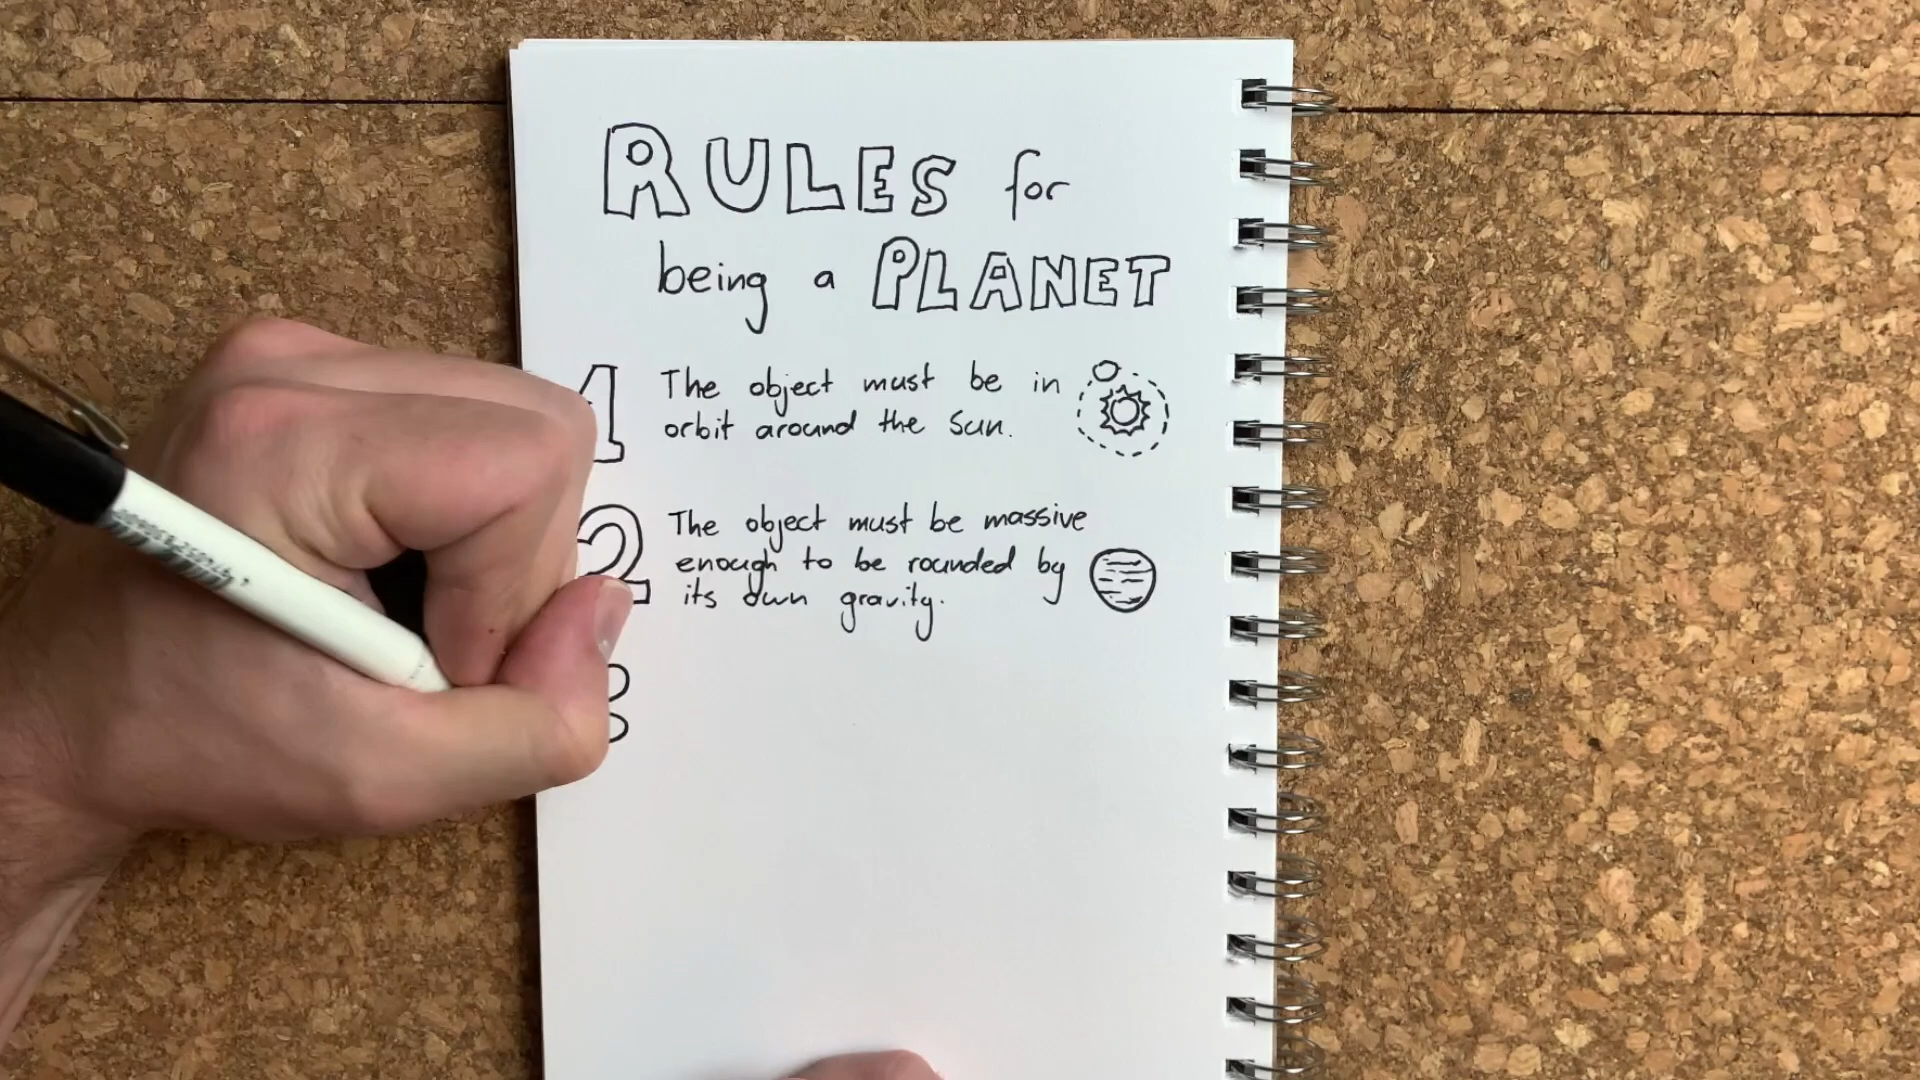 RULES for
being a PLANET
1 The object must be in
orbit around the Sun.
2 The object must be massive
enough to be rounded by
its own gravity.
3